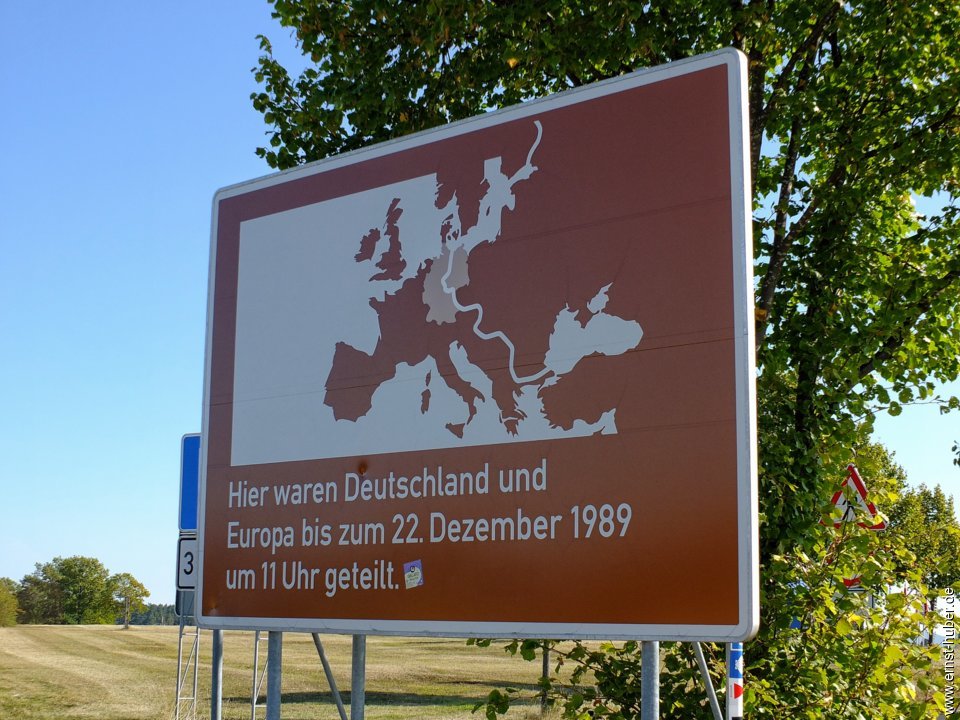 Hier waren Deutschland und
Europa bis zum 22. Dezember 1989
um 11 Uhr geteilt.
3
www.ernst-huber.de